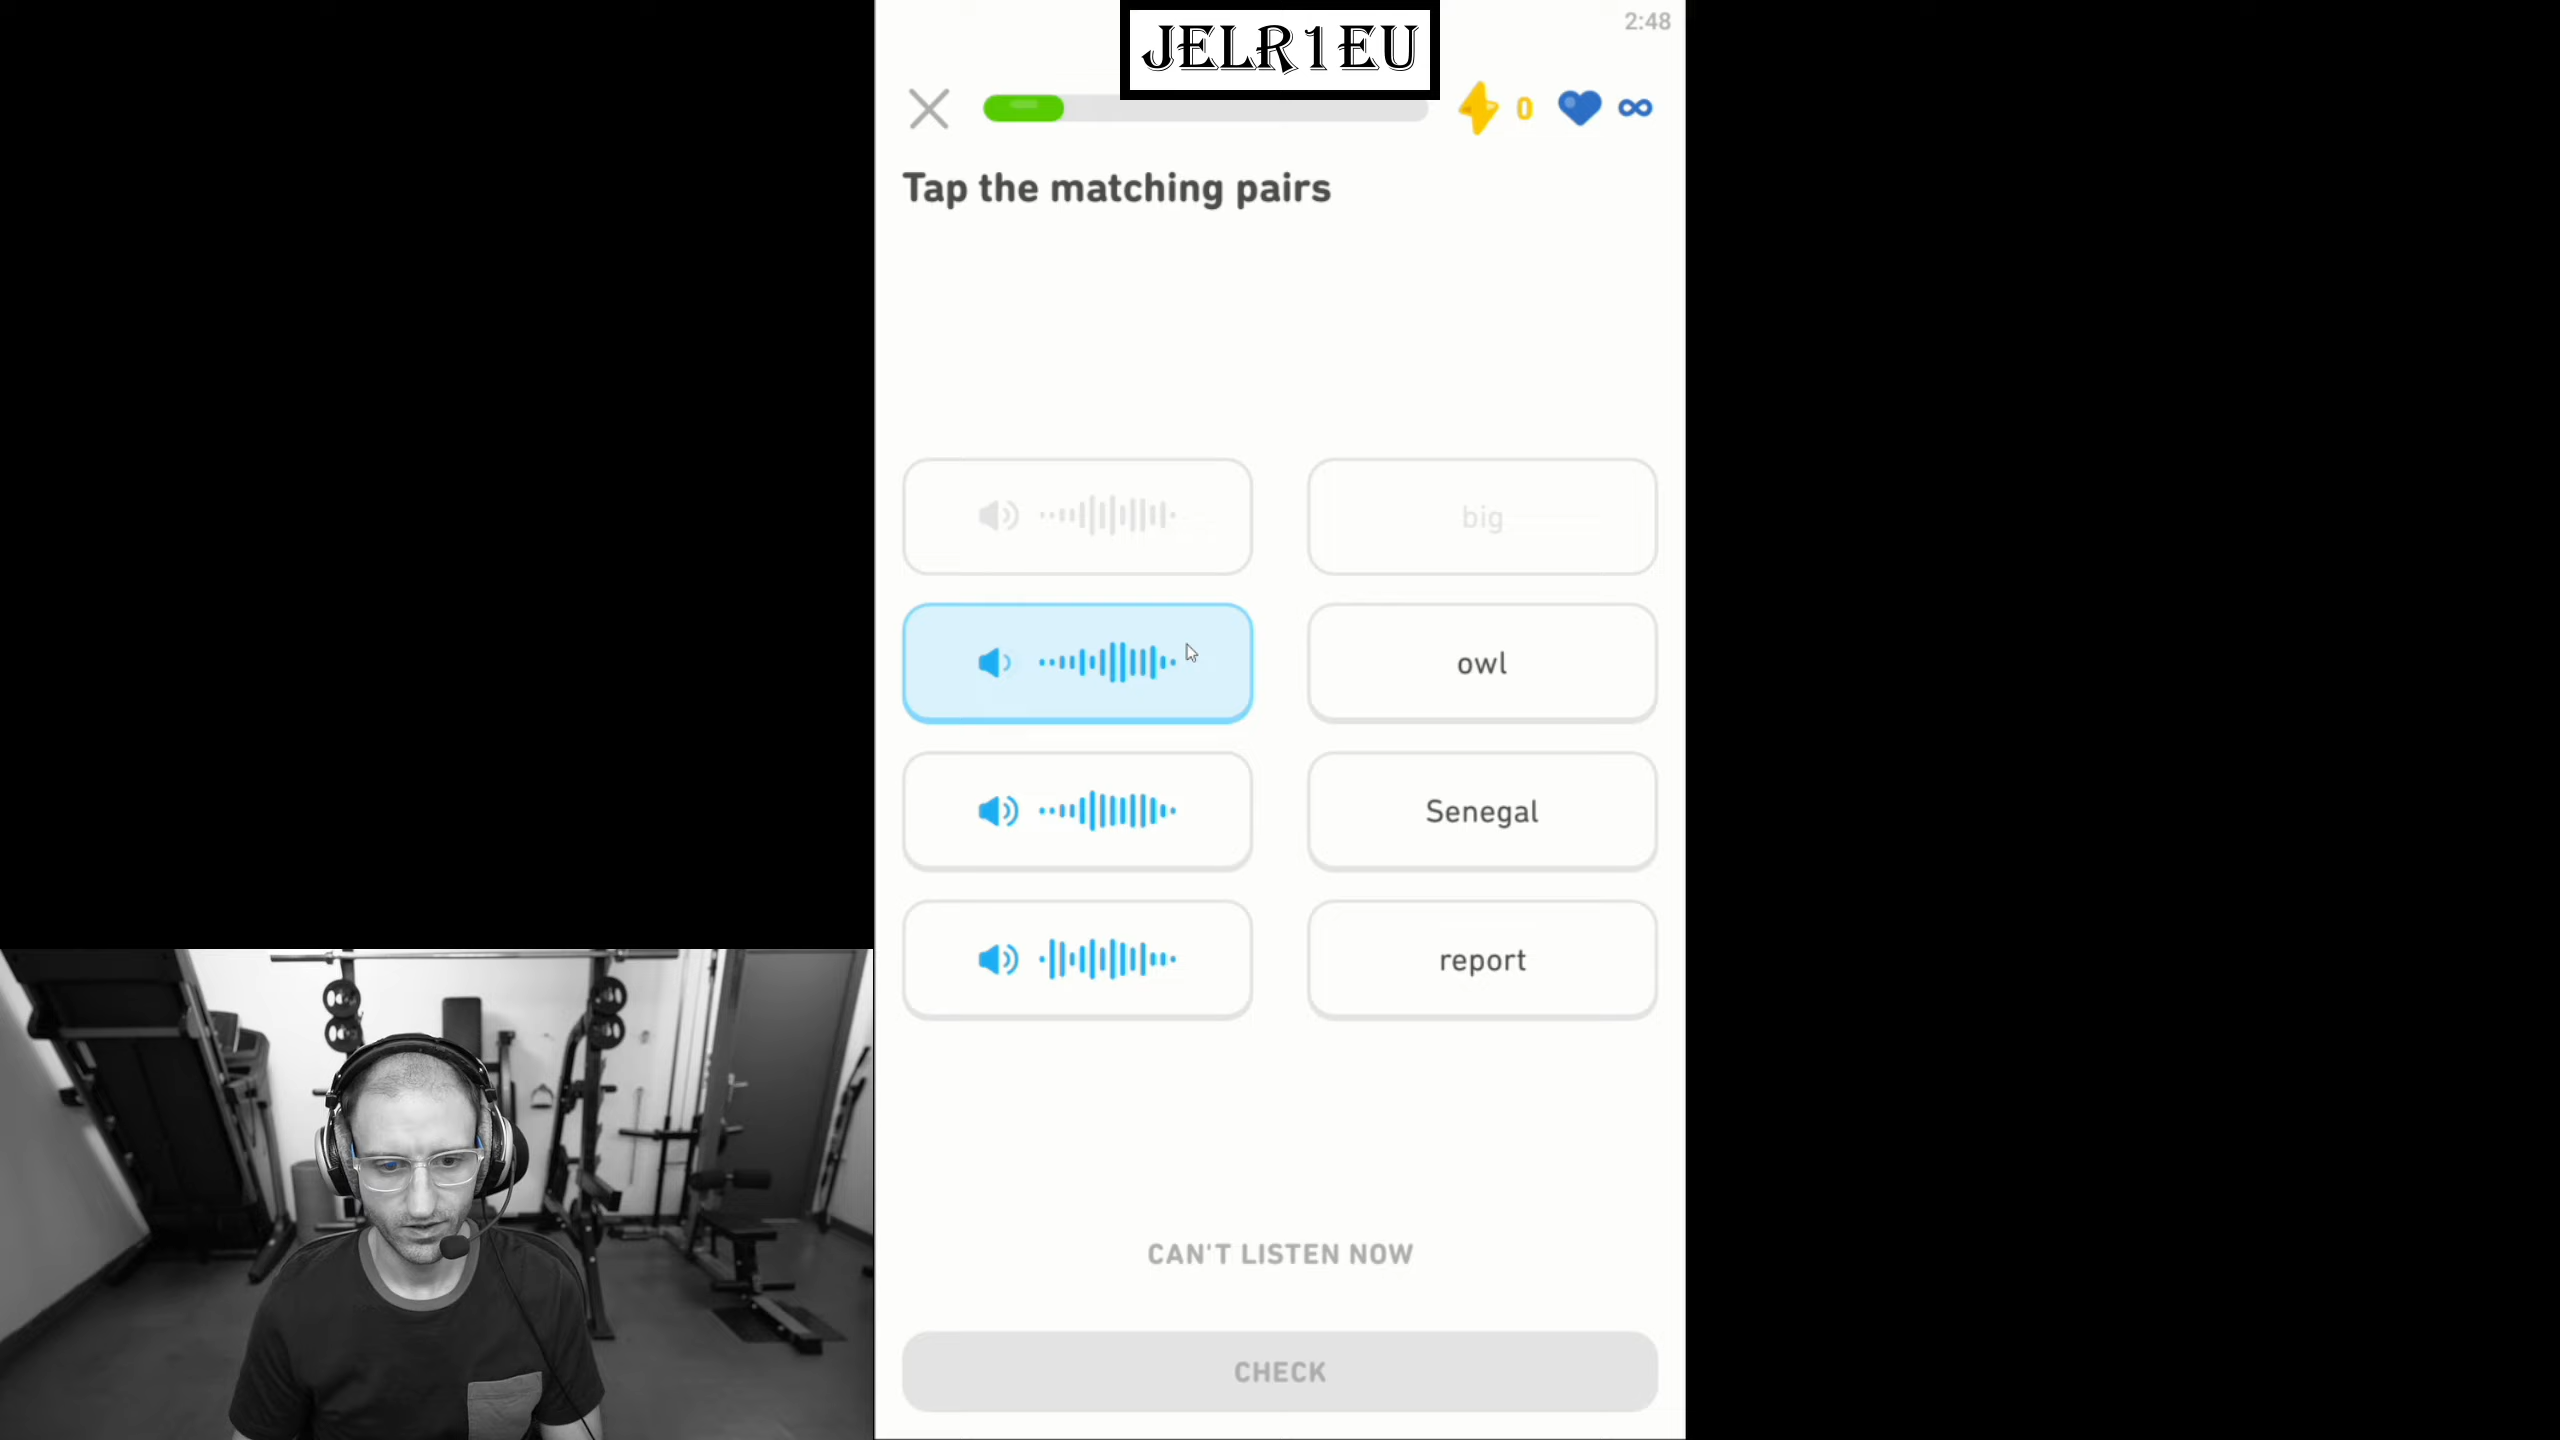 JELR1EU
2:48
0 ∞
Tap the matching pairs
big
owl
Senegal
report
CAN'T LISTEN NOW
CHECK